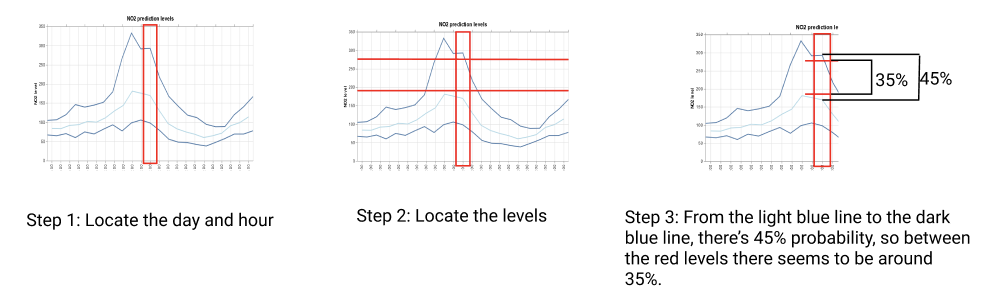 NO2 prediction levels
350
300
250
200
150
100
50
0
NO2 level
NO2 prediction levels
350
300
250
200
150
100
50
0
NO2 level
NO2 prediction le
350
300
250
200
150
100
50
0
NO2 level
35%
45%
Step 1: Locate the day and hour
Step 2: Locate the levels
Step 3: From the light blue line to the dark
blue line, there's 45% probability, so between
the red levels there seems to be around
35%.